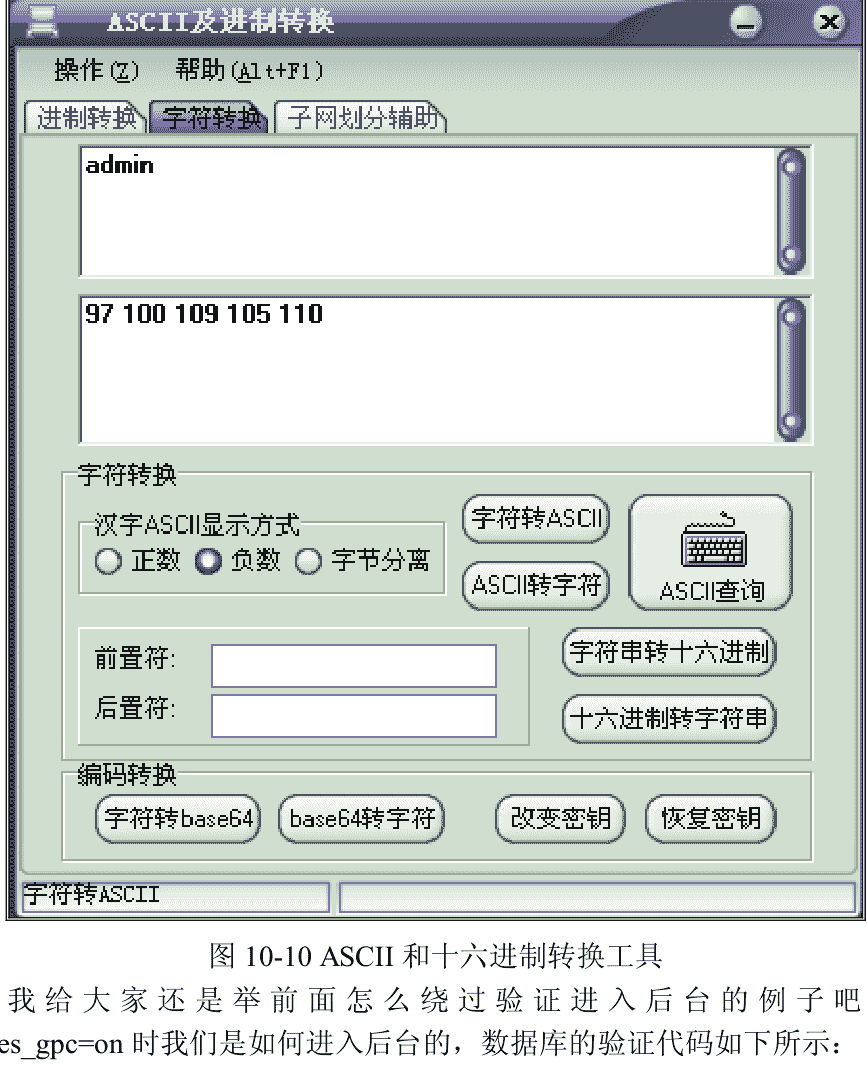 ASCII及进制转换
操作(Z) 帮助(Alt+F1)
进制转换 字符转换 子网划分辅助
admin
97 100 109 105 110
字符转换
汉字ASCII显示方式
正数 负数 字节分离
字符转ASCII
ASCII转字符
ASCII查询
前置符:
后置符:
字符串转十六进制
十六进制转字符串
编码转换
字符转base64 base64转字符 改变密钥 恢复密钥
字符转ASCII
图 10-10 ASCII 和十六进制转换工具
我给大家还是举前面怎么绕过验证进入后台的例子吧
es_gpc=on 时我们是如何进入后台的，数据库的验证代码如下所示：